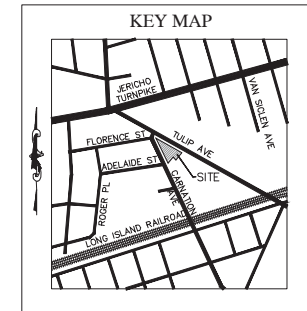 KEY MAP
JERICHO
TURNPIKE
VAN SICLEN AVE
FLORENCE ST
TULIP AVE
ADELAIDE ST
SITE
CARNATION
AVE
ROGER PL
LONG ISLAND RAILROAD